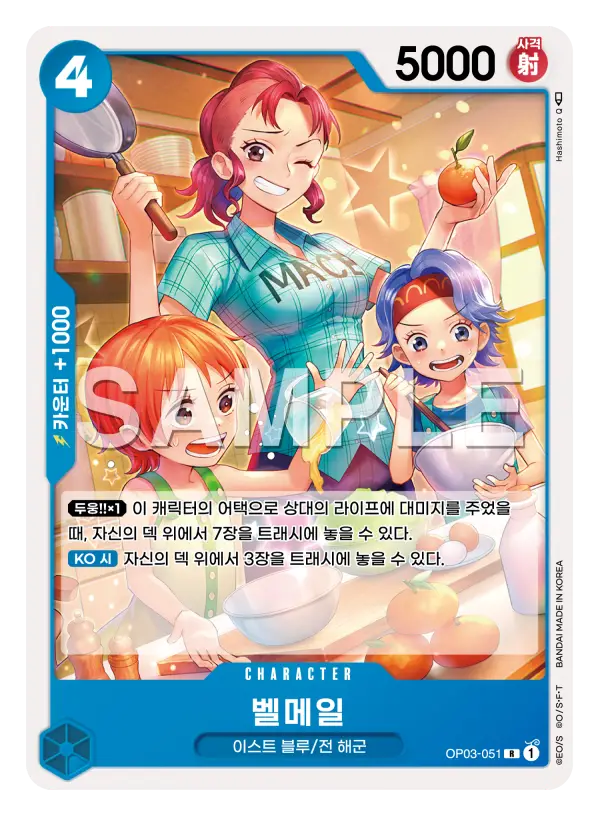 4
5000
사격
射
Hashimoto Q
MACE
카운터 +1000
SAMPLE
두웅!!×1 이 캐릭터의 어택으로 상대의 라이프에 대미지를 주었을
때, 자신의 덱 위에서 7장을 트래시에 놓을 수 있다.
KO 시 자신의 덱 위에서 3장을 트래시에 놓을 수 있다.
CHARACTER
벨메일
이스트 블루/전 해군
OP03-051 R 1
©EO/S ©O/S·F·T BANDAI MADE IN KOREA